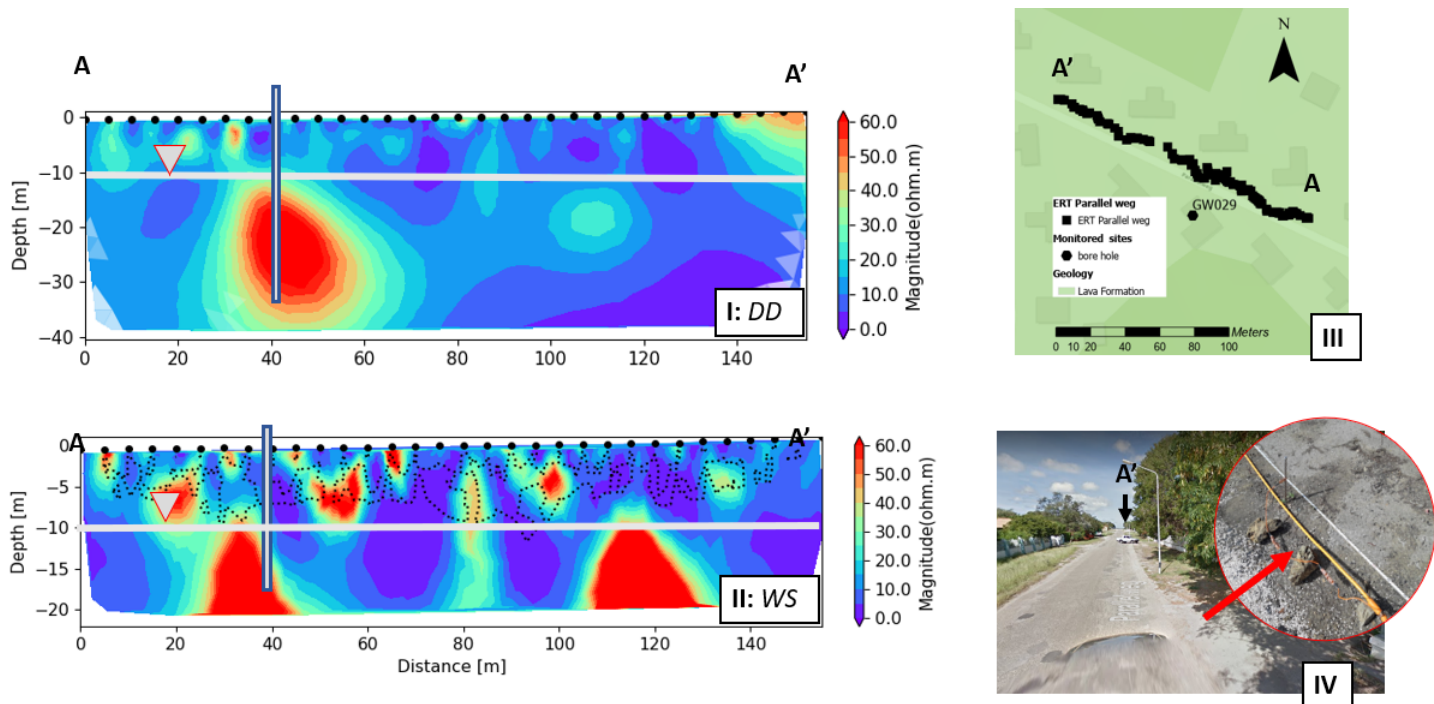 A
A’
0
−10
−20
−30
−40
Depth [m]
0
20
40
60
80
100
120
140
60.0
50.0
40.0
30.0
20.0
10.0
0.0
Magnitude(ohm.m)
I: DD
A
A’
0
−5
−10
−15
−20
Depth [m]
0
20
40
60
80
100
120
140
Distance [m]
60.0
50.0
40.0
30.0
20.0
10.0
0.0
Magnitude(ohm.m)
II: WS
N
A’
A
GW029
ERT Parallel weg
ERT Parallel weg
Monitored sites
bore hole
Geology
Lava Formation
Meters
0 10 20 40 60 80 100
III
A’
IV